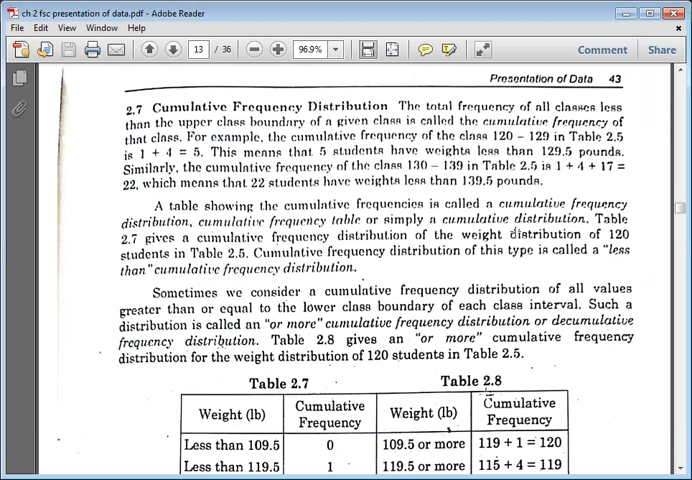 ch 2 fsc presentation of data.pdf - Adobe Reader
File Edit View Window Help
13 / 36 96.9% Comment Share
Presentation of Data 43
2.7 Cumulative Frequency Distribution The total frequency of all classes less
than the upper class boundary of a given class is called the cumulative frequency of
that class. For example, the cumulative frequency of the class 120 – 129 in Table 2.5
is 1 + 4 = 5. This means that 5 students have weights less than 129.5 pounds.
Similarly, the cumulative frequency of the class 130 – 139 in Table 2.5 is 1 + 4 + 17 =
22, which means that 22 students have weights less than 139.5 pounds.
A table showing the cumulative frequencies is called a cumulative frequency
distribution, cumulative frequency table or simply a cumulative distribution. Table
2.7 gives a cumulative frequency distribution of the weight distribution of 120
students in Table 2.5. Cumulative frequency distribution of this type is called a "less
than" cumulative frequency distribution.
Sometimes we consider a cumulative frequency distribution of all values
greater than or equal to the lower class boundary of each class interval. Such a
distribution is called an "or more" cumulative frequency distribution or decumulative
frequency distribution. Table 2.8 gives an "or more" cumulative frequency
distribution for the weight distribution of 120 students in Table 2.5.
Table 2.7 Table 2.8
Weight (lb) Cumulative Frequency Weight (lb) Cumulative Frequency
Less than 109.5 0 109.5 or more 119 + 1 = 120
Less than 119.5 1 119.5 or more 115 + 4 = 119